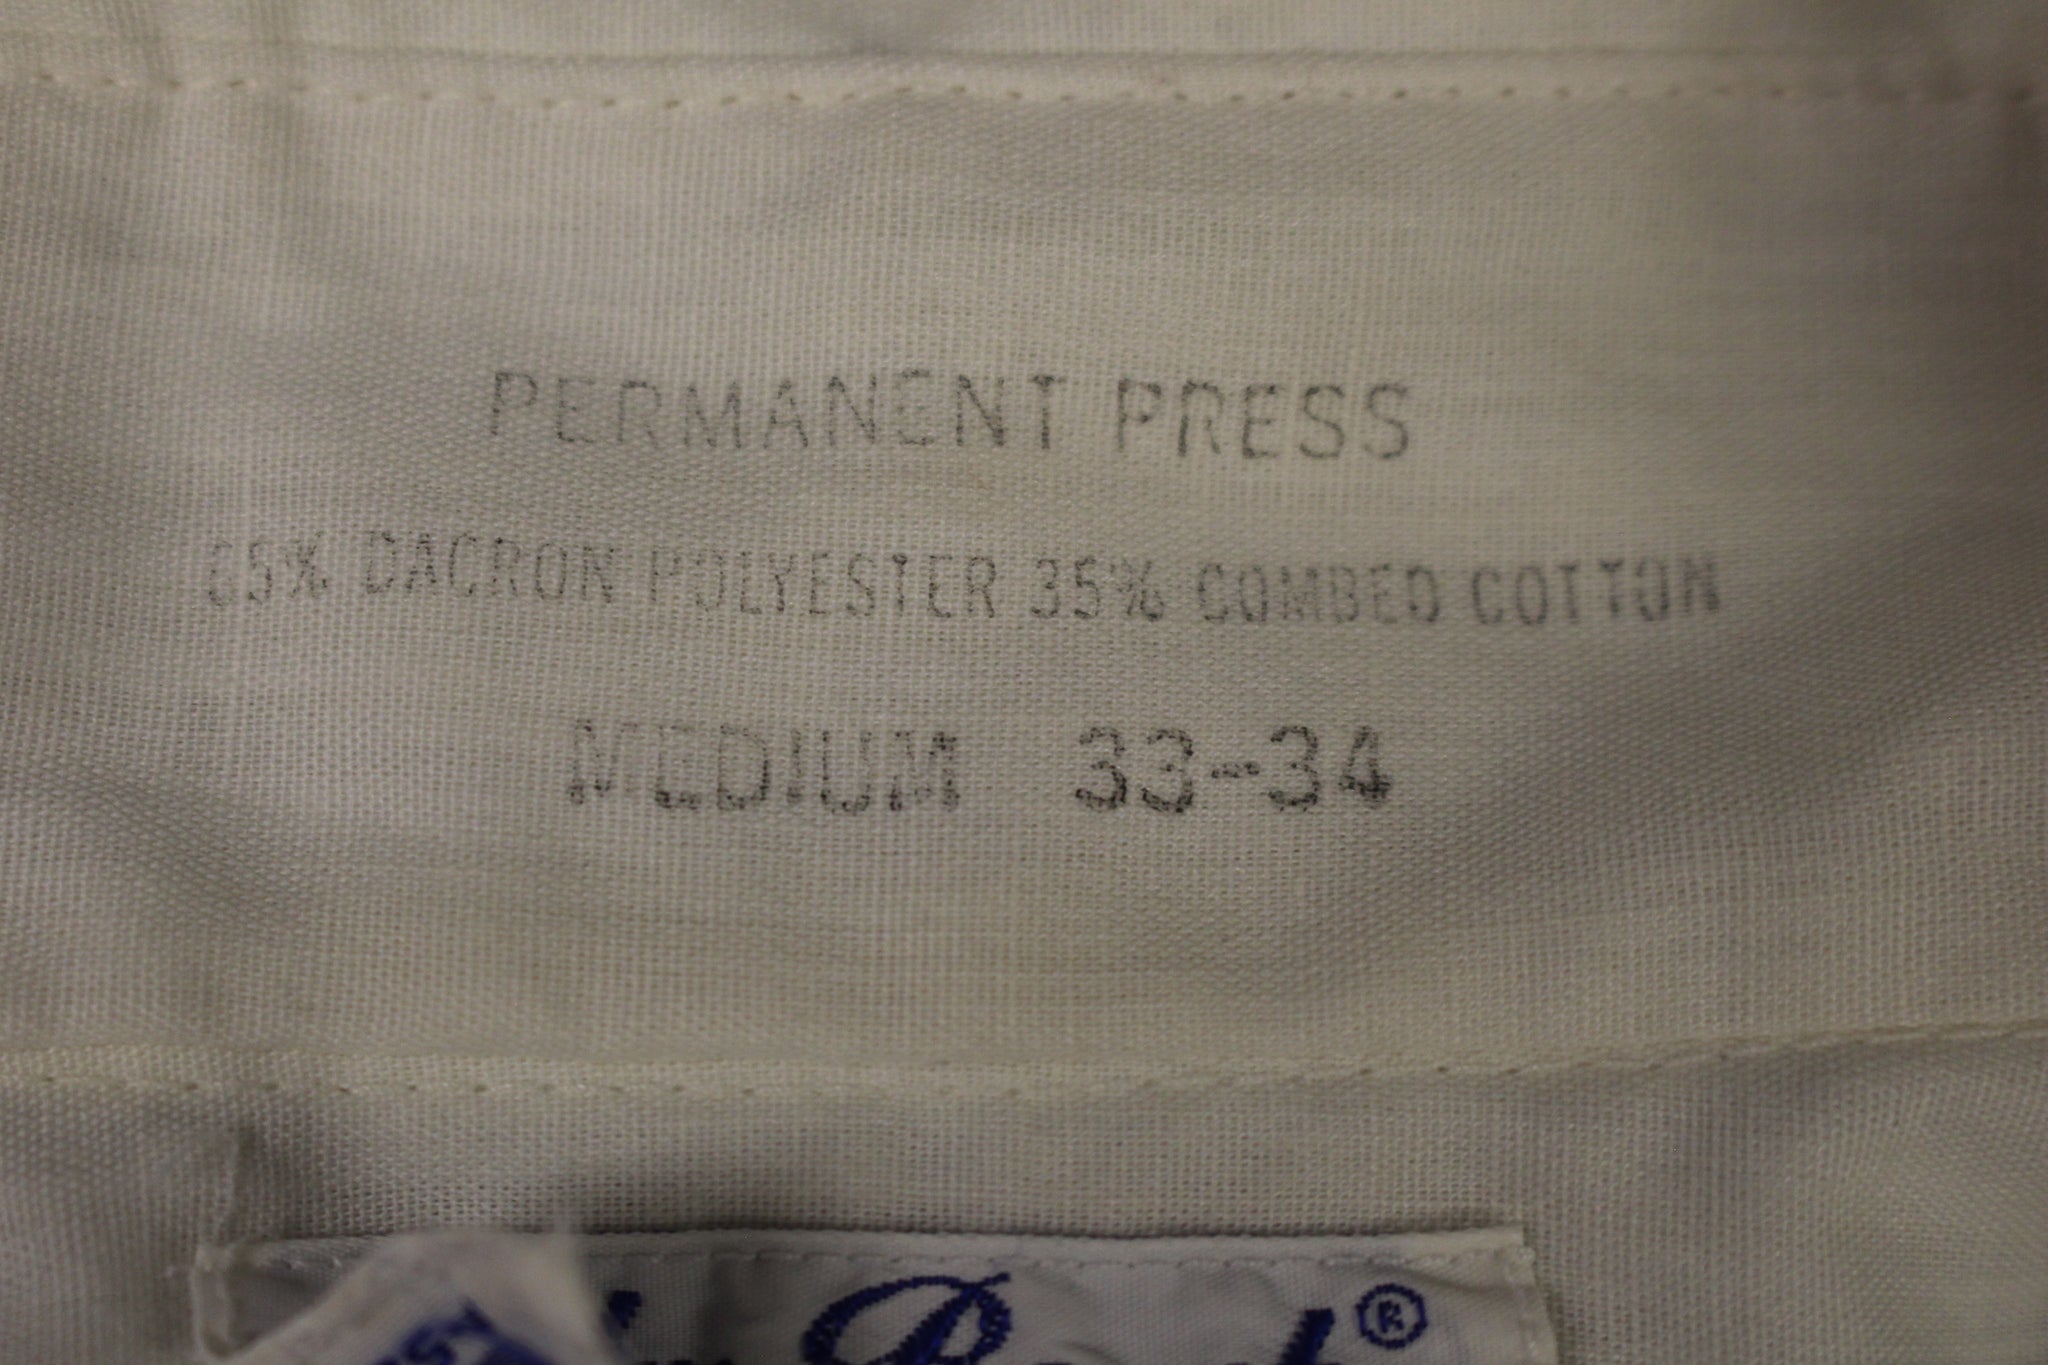 PERMANENT PRESS
65% DACRON POLYESTER 35% COMBED COTTON
MEDIUM 33-34
®